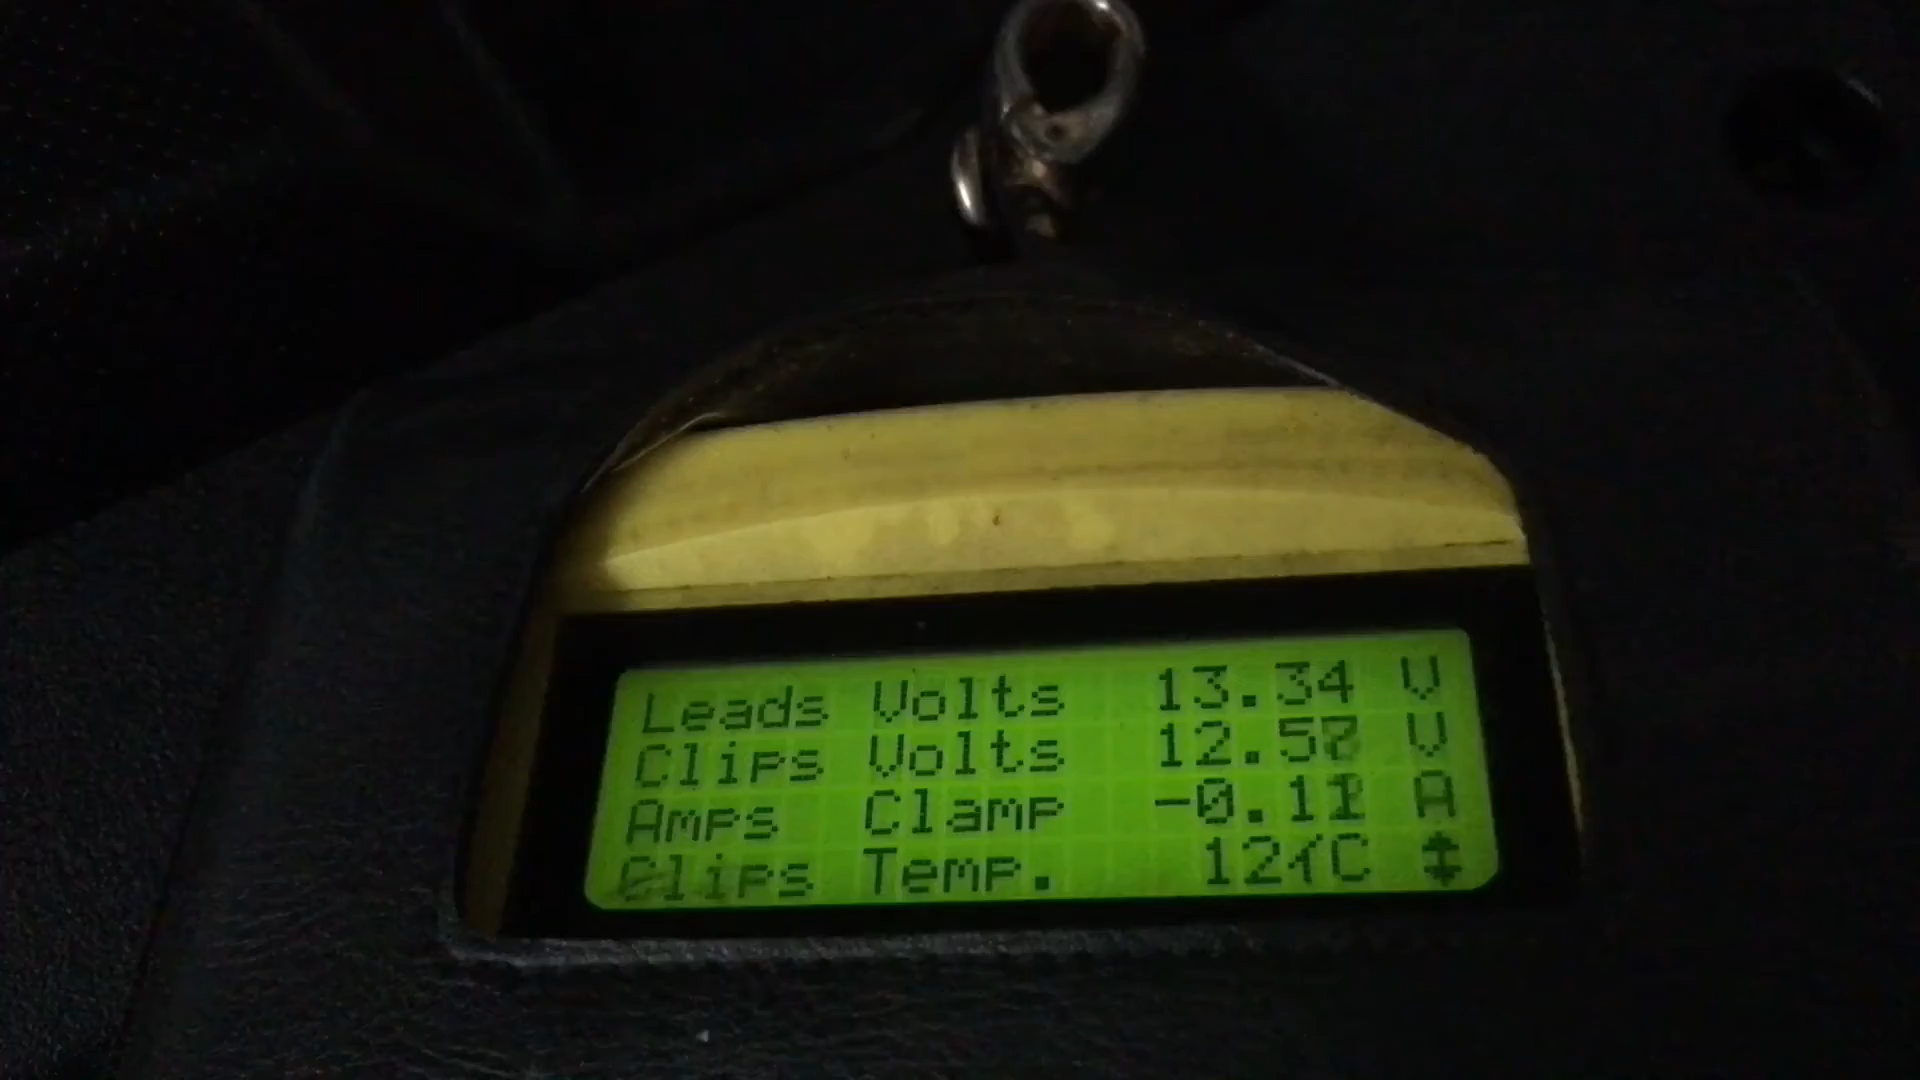 Leads Volts 13.34 V
Clips Volts V
Amps Clamp A
Clips Temp.